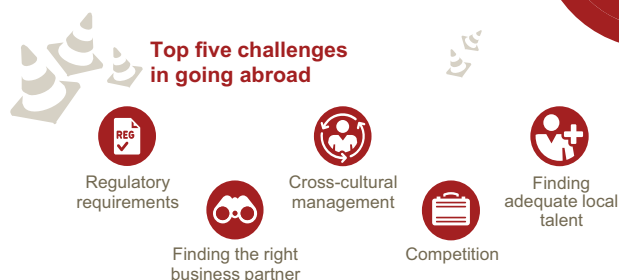 Top five challenges
in going abroad
REG
Regulatory
requirements
Finding the right
business partner
Cross-cultural
management
Competition
Finding
adequate local
talent